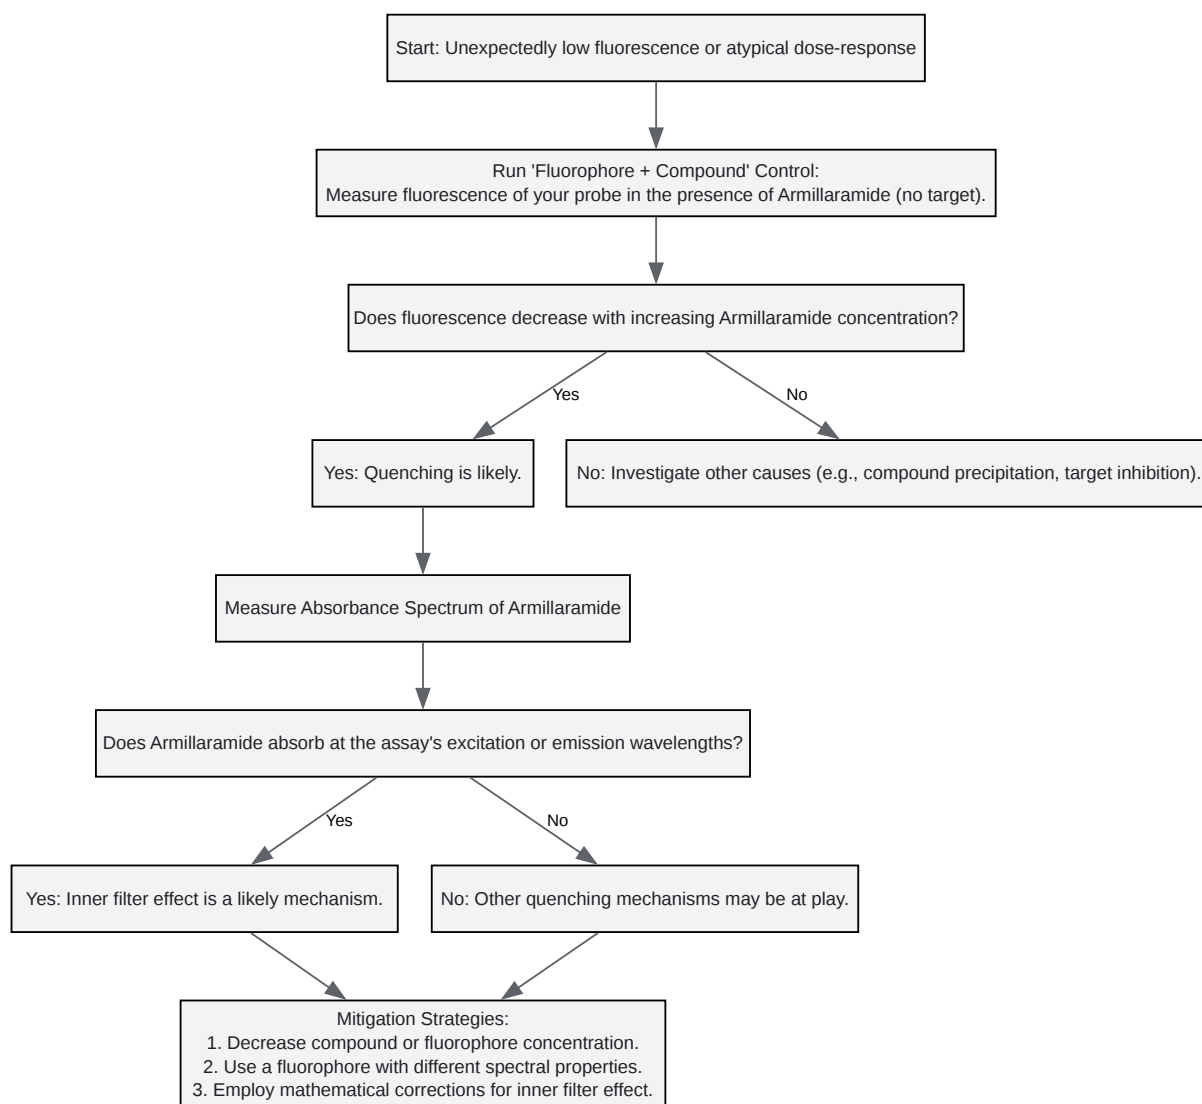 Start: Unexpectedly low fluorescence or atypical dose-response
Run 'Fluorophore + Compound' Control:
Measure fluorescence of your probe in the presence of Armillaramide (no target).
Does fluorescence decrease with increasing Armillaramide concentration?
Yes
No
Yes: Quenching is likely.
No: Investigate other causes (e.g., compound precipitation, target inhibition).
Measure Absorbance Spectrum of Armillaramide
Does Armillaramide absorb at the assay's excitation or emission wavelengths?
Yes
No
Yes: Inner filter effect is a likely mechanism.
No: Other quenching mechanisms may be at play.
Mitigation Strategies:
1. Decrease compound or fluorophore concentration.
2. Use a fluorophore with different spectral properties.
3. Employ mathematical corrections for inner filter effect.